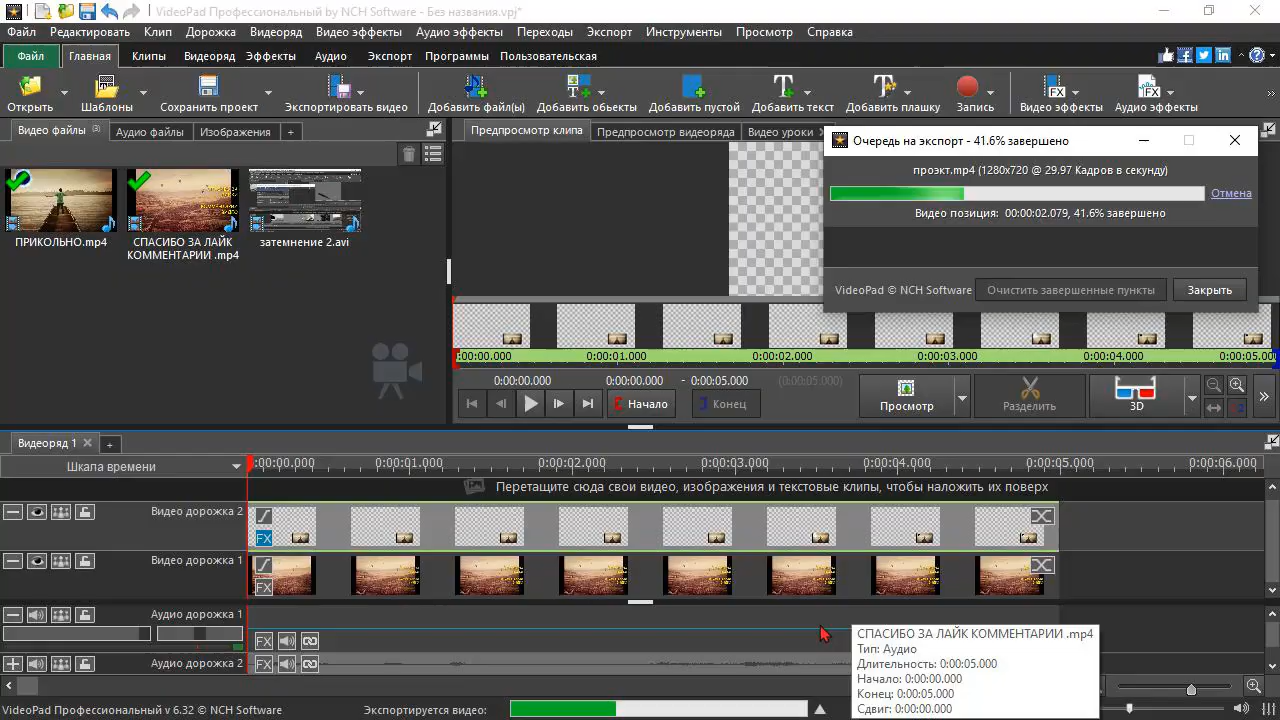 VideoPad Профессиональный by NCH Software - Без названия.vpj*
Файл Редактировать Клип Дорожка Видеоряд Видео эффекты Аудио эффекты Переходы Экспорт Инструменты Просмотр Справка
Файл Главная Клипы Видеоряд Эффекты Аудио Экспорт Программы Пользовательская
Открыть Шаблоны Сохранить проект Экспортировать видео Добавить файл(ы) Добавить объекты Добавить пустой Добавить текст Добавить плашку Запись Видео эффекты Аудио эффекты
Видео файлы (3) Аудио файлы Изображения +
Предпросмотр клипа Предпросмотр видеоряда Видео уроки
Очередь на экспорт - 41.6% завершено
проэкт.mp4 (1280x720 @ 29.97 Кадров в секунду)
Отмена
Видео позиция: 00:00:02.079, 41.6% завершено
VideoPad © NCH Software Очистить завершенные пункты Закрыть
ПРИКОЛЬНО.mp4
СПАСИБО ЗА ЛАЙК КОММЕНТАРИИ .mp4
затемнение 2.avi
0:00:00.000 0:00:01.000 0:00:02.000 0:00:03.000 0:00:04.000 0:00:05.00
0:00:00.000 0:00:00.000 - 0:00:05.000 (0:00:05.000)
Начало Конец
Просмотр Разделить 3D
Видеоряд 1
Шкала времени
0:00:00.000 0:00:01.000 0:00:02.000 0:00:03.000 0:00:04.000 0:00:05.000 0:00:06.000
Перетащите сюда свои видео, изображения и текстовые клипы, чтобы наложить их поверх
Видео дорожка 2
FX
Видео дорожка 1
FX
Аудио дорожка 1
FX
Аудио дорожка 2
FX
СПАСИБО ЗА ЛАЙК КОММЕНТАРИИ .mp4
Тип: Аудио
Длительность: 0:00:05.000
Начало: 0:00:00.000
Конец: 0:00:05.000
Сдвиг: 0:00:00.000
VideoPad Профессиональный v 6.32 © NCH Software Экспортируется видео: